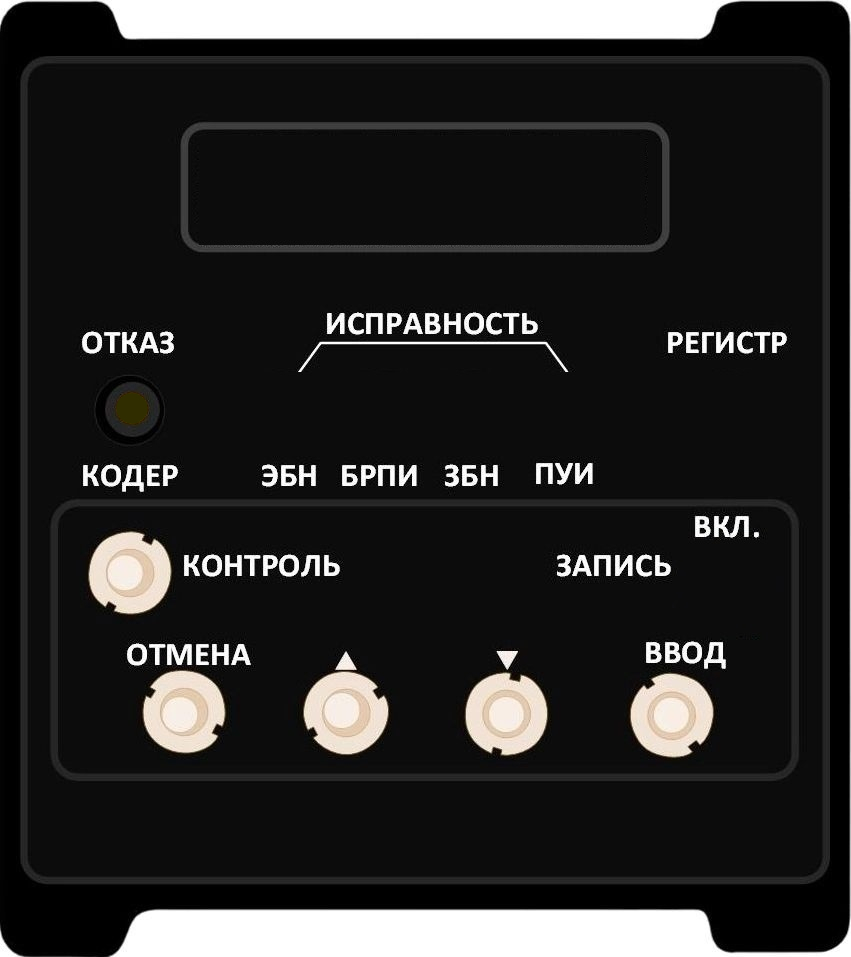 ИСПРАВНОСТЬ
ОТКАЗ
РЕГИСТР
КОДЕР
ЭБН БРПИ ЗБН ПУИ
ВКЛ.
КОНТРОЛЬ
ЗАПИСЬ
ОТМЕНА
▲
▼
ВВОД